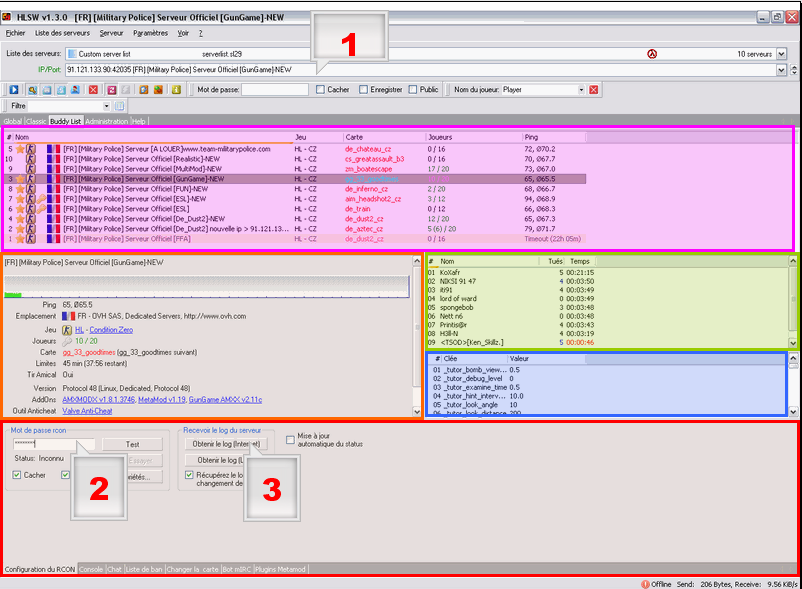 HLSW v1.3.0 [FR] [Military Police] Serveur Officiel [GunGame]-NEW
Fichier Liste des serveurs Serveur Paramètres Voir ?
Liste des serveurs: Custom server list serverlist.sl29 10 serveurs
IP/Port: 91.121.133.90:42035 [FR] [Military Police] Serveur Officiel [GunGame]-NEW
1
Mot de passe: Cacher Enregistrer Public Nom du joueur: Player
Filtre
Global Classic Buddy List Administration Help
# Nom Jeu Carte Joueurs Ping
5 [FR] [Military Police] Serveur [A LOUER]www.team-militarypolice.com HL - CZ de_chateau_cz 0 / 16 72, Ø70.2
10 [FR] [Military Police] Serveur Officiel [Realistic]-NEW HL - CZ cs_greatassault_b3 0 / 16 70, Ø67.7
9 [FR] [Military Police] Serveur Officiel [MultiMod]-NEW HL - CZ zm_boatescape 17 / 20 73, Ø67.0
3 [FR] [Military Police] Serveur Officiel [GunGame]-NEW HL - CZ 65, Ø65.5
8 [FR] [Military Police] Serveur Officiel [FUN]-NEW HL - CZ de_inferno_cz 2 / 20 68, Ø66.7
7 [FR] [Military Police] Serveur Officiel [ESL]-NEW HL - CZ aim_headshot2_cz 3 / 12 94, Ø68.9
6 [FR] [Military Police] Serveur Officiel [ESL] HL - CZ de_train 0 / 12 66, Ø68.3
4 [FR] [Military Police] Serveur Officiel [De_Dust2]-NEW HL - CZ de_dust2_cz 12 / 20 65, Ø67.3
2 [FR] [Military Police] Serveur Officiel [De_Dust2] nouvelle ip > 91.121.13... HL - CZ de_aztec_cz 5 (6) / 20 79, Ø71.7
1 [FR] [Military Police] Serveur Officiel [FFA] HL - CZ de_dust2_cz 0 / 16 Timeout (22h 05m)
[FR] [Military Police] Serveur Officiel [GunGame]-NEW
Ping 65, Ø65.5
Emplacement FR - OVH SAS, Dedicated Servers, http://www.ovh.com
Jeu HL - Condition Zero
Joueurs 10 / 20
Carte gg_33_goodtimes (gg_33_goodtimes suivant)
Limites 45 min (37:56 restant)
Tir Amical Oui
Version Protocol 48 (Linux, Dedicated, Protocol 48)
AddOns AMXMODX v1.8.1.3746, MetaMod v1.19, GunGame AMXX v2.11c
Outil Anticheat Valve Anti-Cheat
# Nom Tués Temps
01 KoXafr 5 00:21:15
02 NIKSI 91 47 4 00:03:50
03 iti91 4 00:03:49
04 lord of ward 0 00:03:49
05 spongebob 3 00:03:48
06 Nett n6 0 00:03:48
07 Printis@r 4 00:03:43
08 H3ll-N 4 00:03:19
09 <TSOD>[Ken_Skillz.] 5 00:00:46
# Clée Valeur
01 _tutor_bomb_view... 0.5
02 _tutor_debug_level 0
03 _tutor_examine_time 0.5
04 _tutor_hint_interv... 10.0
05 _tutor_look_angle 10
06 _tutor_look_distance 200
Mot de passe rcon
Test
Status: Inconnu Essayer
Cacher
2
Recevoir le log du serveur
Obtenir le log (Internet)
Obtenir le log (L
Récupérez le lo
changement de
3
Mise à jour
automatique du status
Configuration du RCON Console Chat Liste de ban Changer la carte Bot mIRC Plugins Metamod
Offline Send: 206 Bytes, Receive: 9.56 KiB/s